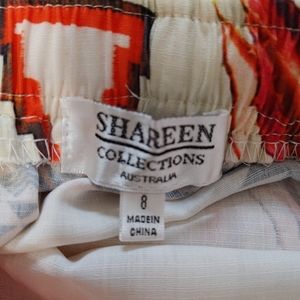 SHAREEN
COLLECTIONS
AUSTRALIA
8
MADE IN
CHINA